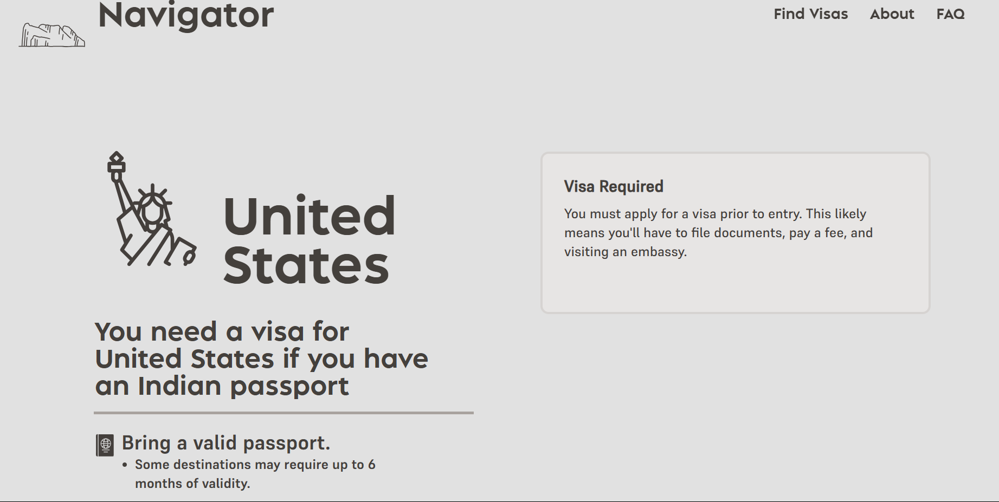 Navigator
Find Visas About FAQ
United
States
You need a visa for
United States if you have
an Indian passport
Bring a valid passport.
• Some destinations may require up to 6
months of validity.
Visa Required
You must apply for a visa prior to entry. This likely
means you'll have to file documents, pay a fee, and
visiting an embassy.